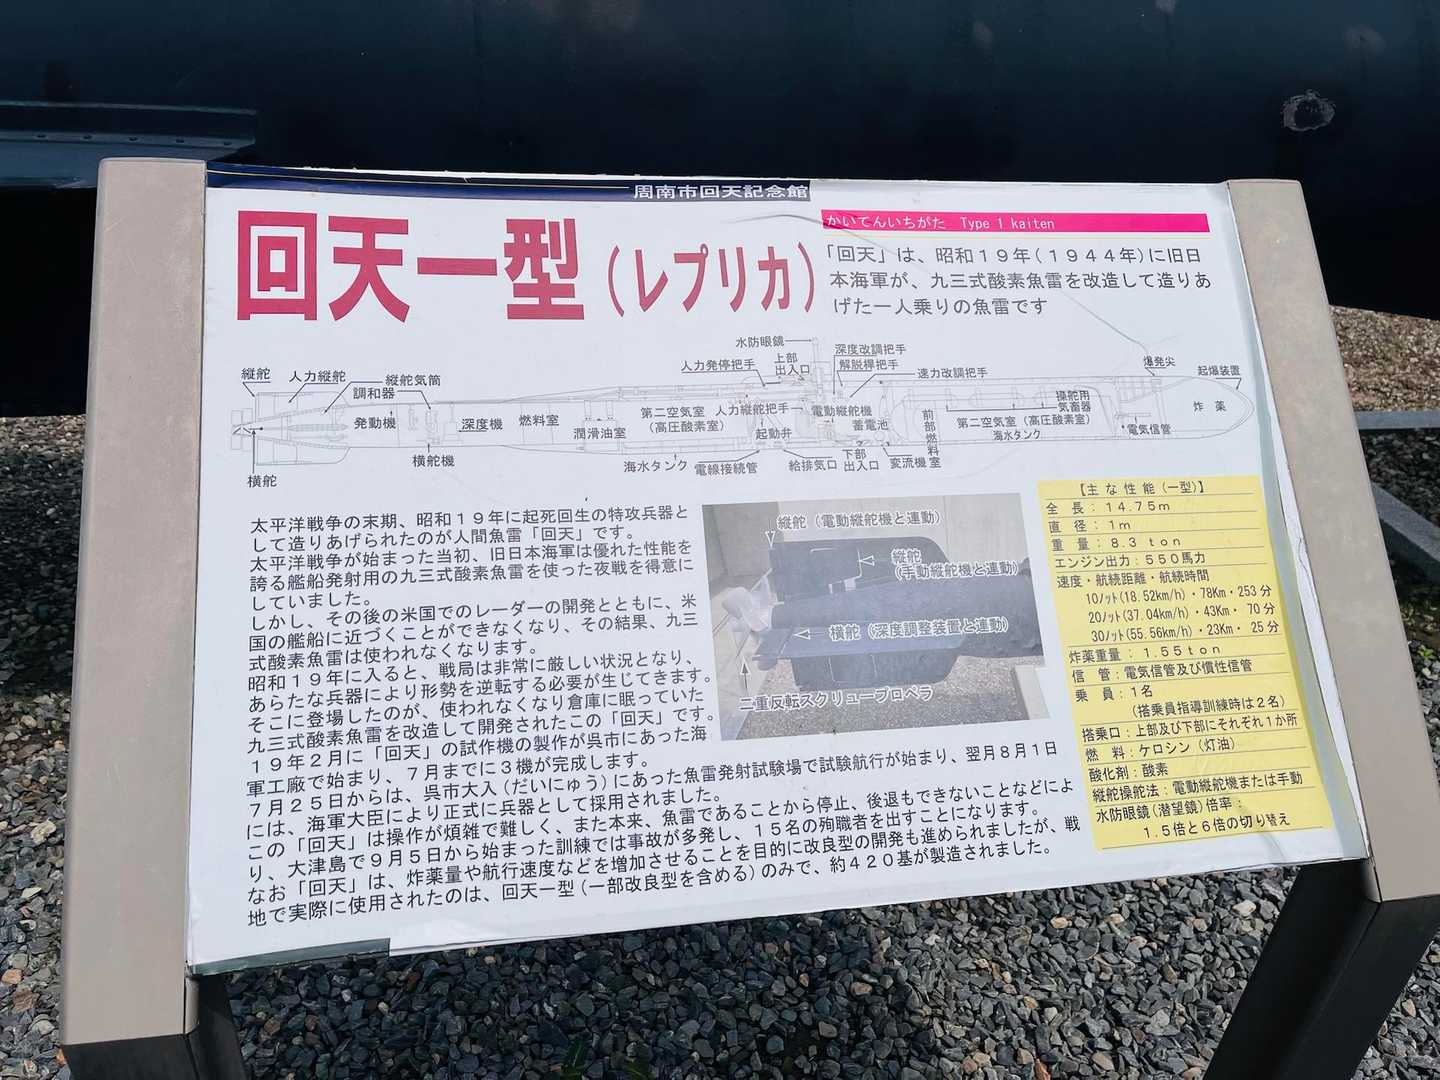 周南市回天記念館
回天一型（レプリカ）
かいてんいちがた Type 1 kaiten
「回天」は、昭和１９年（１９４４年）に旧日
本海軍が、九三式酸素魚雷を改造して造りあ
げた一人乗りの魚雷です
水防眼鏡
深度改調把手
人力発停把手
上部
出入口
解脱桿把手
速力改調把手
爆発尖
起爆装置
縦舵
人力縦舵
縦舵気筒
調和器
発動機
深度機
燃料室
潤滑油室
第二空気室
（高圧酸素室）
人力縦舵把手
起動弁
電動縦舵機
蓄電池
前部燃料室
第一空気室（高圧酸素室）
海水タンク
操舵用
気畜器
炸薬
電気信管
横舵
横舵機
海水タンク
電線接続管
給排気口
下部
出入口
変流機
太平洋戦争の末期、昭和１９年に起死回生の特攻兵器と
して造りあげられたのが人間魚雷「回天」です。
太平洋戦争が始まった当初、旧日本海軍は優れた性能を
誇る艦船発射用の九三式酸素魚雷を使った夜戦を得意に
していました。
しかし、その後の米国でのレーダーの開発とともに、米
国の艦船に近づくことができなくなり、その結果、九三
式酸素魚雷は使われなくなります。
昭和１９年に入ると、戦局は非常に厳しい状況となり、
あらたな兵器により形勢を逆転する必要が生じてきます。
そこに登場したのが、使われなくなり倉庫に眠っていた
九三式酸素魚雷を改造して開発されたこの「回天」です。
１９年２月に「回天」の試作機の製作が呉市にあった海
軍工廠で始まり、７月までに３機が完成します。
７月２５日からは、呉市大入（だいにゅう）にあった魚雷発射試験場で試験航行が始まり、翌月８月１日
には、海軍大臣により正式に兵器として採用されました。
この「回天」は操作が煩雑で難しく、また本来、魚雷であることから停止、後退もできないことなどによ
り、大津島で９月５日から始まった訓練では事故が多発し、１５名の殉職者を出すことになります。
なお「回天」は、炸薬量や航行速度などを増加させることを目的に改良型の開発も進められましたが、戦
地で実際に使用されたのは、回天一型（一部改良型を含める）のみで、約４２０基が製造されました。
縦舵（電動縦舵機と連動）
縦舵
（手動縦舵機と連動）
横舵（深度調整装置と連動）
二重反転スクリュープロペラ
【主な性能（一型）】
全長：１４.７５m
直径：１m
重量：８.３ton
エンジン出力：５５０馬力
速度・航続距離・航続時間
10ノット(18.52km/h)・78Km・253分
20ノット(37.04km/h)・43Km・70分
30ノット(55.56km/h)・23Km・25分
炸薬重量：１.５５ton
信管：電気信管及び慣性信管
乗員：１名
（搭乗員指導訓練時は２名）
搭乗口：上部及び下部にそれぞれ１か所
燃料：ケロシン（灯油）
酸化剤：酸素
縦舵操舵法：電動縦舵機または手動
水防眼鏡（潜望鏡）倍率：
１.５倍と６倍の切り替え